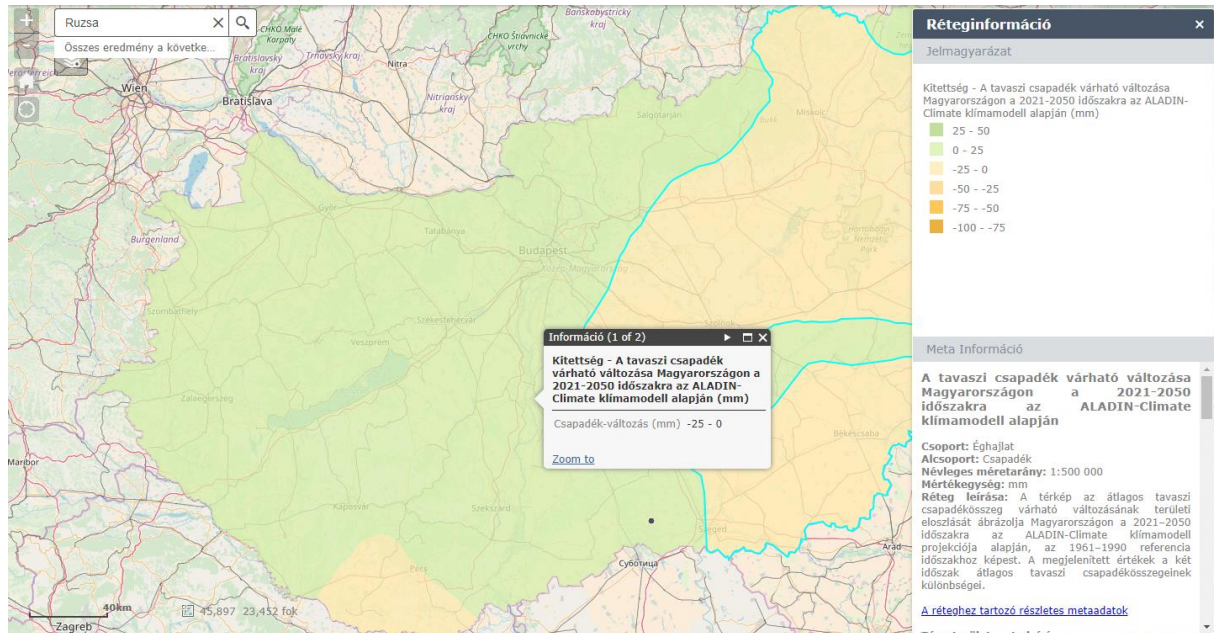 Ruzsa
Összes eredmény a követke...
CHKO Malé Karpaty
Banskobystrický kraj
CHKO Štiavnické vrchy
Bratislavský kraj
Trnavský kraj
Nitra
Wien
Bratislava
Nitriansky kraj
Salgótarján
Bükk
Miskolc
Győr
Tatabánya
Burgenland
Budapest
Közép-Magyarország
Hortobágyi Nemzeti Park
Szombathely
Székesfehérvár
Veszprém
Szolnok
Zalaegerszeg
Békéscsaba
Maribor
Kaposvár
Szekszárd
Szeged
Pécs
Суботица
Arad
Zagreb
40km
45,897 23,452 fok
Információ (1 of 2)
Kitettség - A tavaszi csapadék
várható változása Magyarországon a
2021-2050 időszakra az ALADIN-
Climate klímamodell alapján (mm)
Csapadék-változás (mm) -25 - 0
Zoom to
Réteginformáció
Jelmagyarázat
Kitettség - A tavaszi csapadék várható változása
Magyarországon a 2021-2050 időszakra az ALADIN-
Climate klímamodell alapján (mm)
25 - 50
0 - 25
-25 - 0
-50 - -25
-75 - -50
-100 - -75
Meta Információ
A tavaszi csapadék várható változása
Magyarországon a 2021-2050
időszakra az ALADIN-Climate
klímamodell alapján
Csoport: Éghajlat
Alcsoport: Csapadék
Névleges méretarány: 1:500 000
Mértékegység: mm
Réteg leírása: A térkép az átlagos tavaszi
csapadékösszeg várható változásának területi
eloszlását ábrázolja Magyarországon a 2021–2050
időszakra az ALADIN-Climate klímamodell
projekciója alapján, az 1961–1990 referencia
időszakhoz képest. A megjelenített értékek a két
időszak átlagos tavaszi csapadékösszegeinek
különbségei.
A réteghez tartozó részletes metaadatok